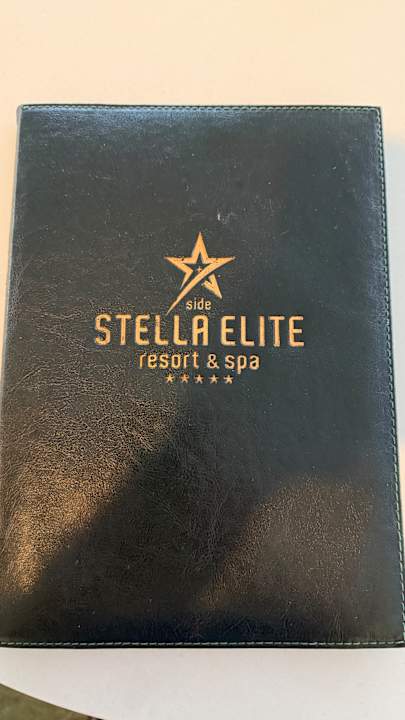 side
STELLA ELITE
resort & spa
★★★★★